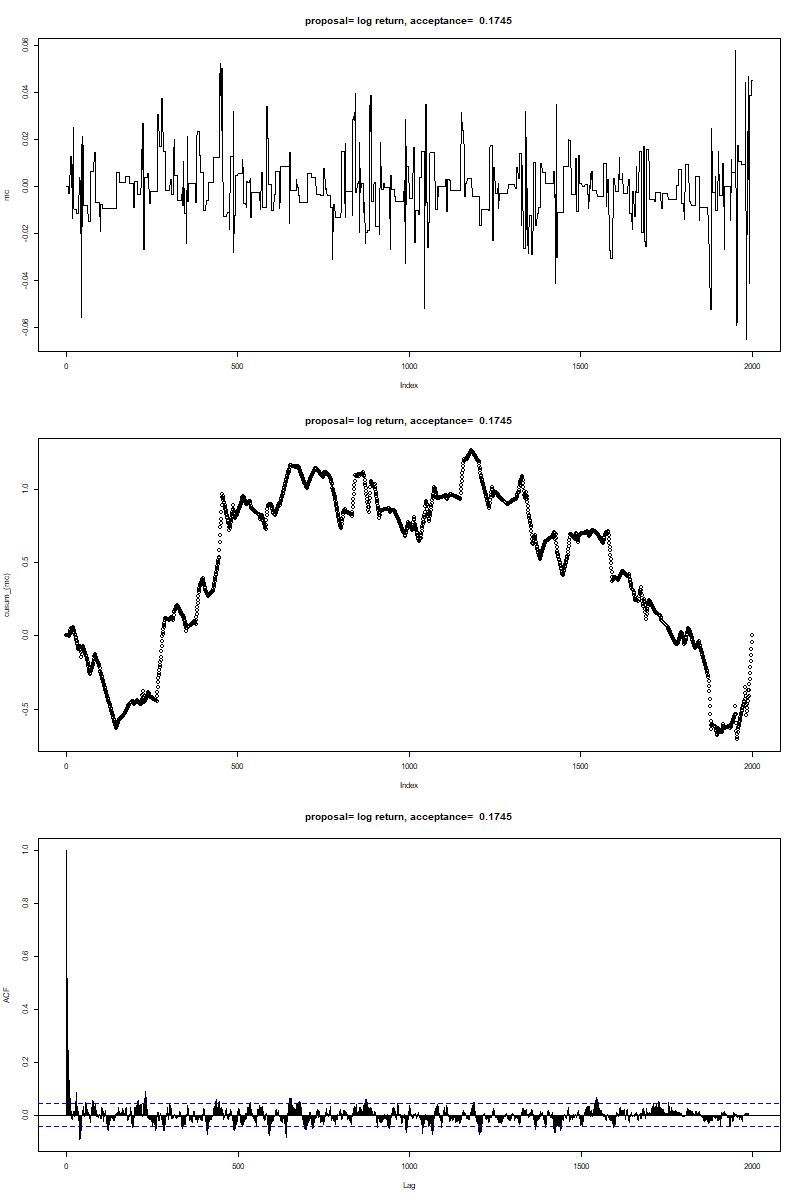 proposal= log return, acceptance=  0.1745
0.06
0.04
0.02
0.00
-0.02
-0.04
-0.06
mc
0 500 1000 1500 2000
Index
proposal= log return, acceptance=  0.1745
1.0
0.5
0.0
-0.5
cusum_(mc)
0 500 1000 1500 2000
Index
proposal= log return, acceptance=  0.1745
1.0
0.8
0.6
0.4
0.2
0.0
ACF
0 500 1000 1500 2000
Lag